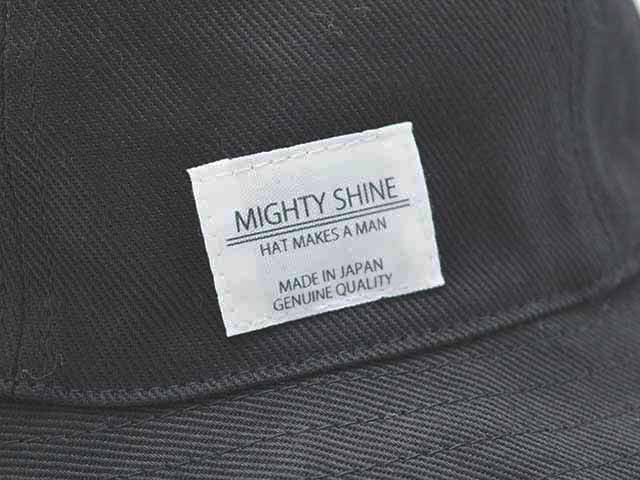 MIGHTY SHINE
HAT MAKES A MAN
MADE IN JAPAN
GENUINE QUALITY